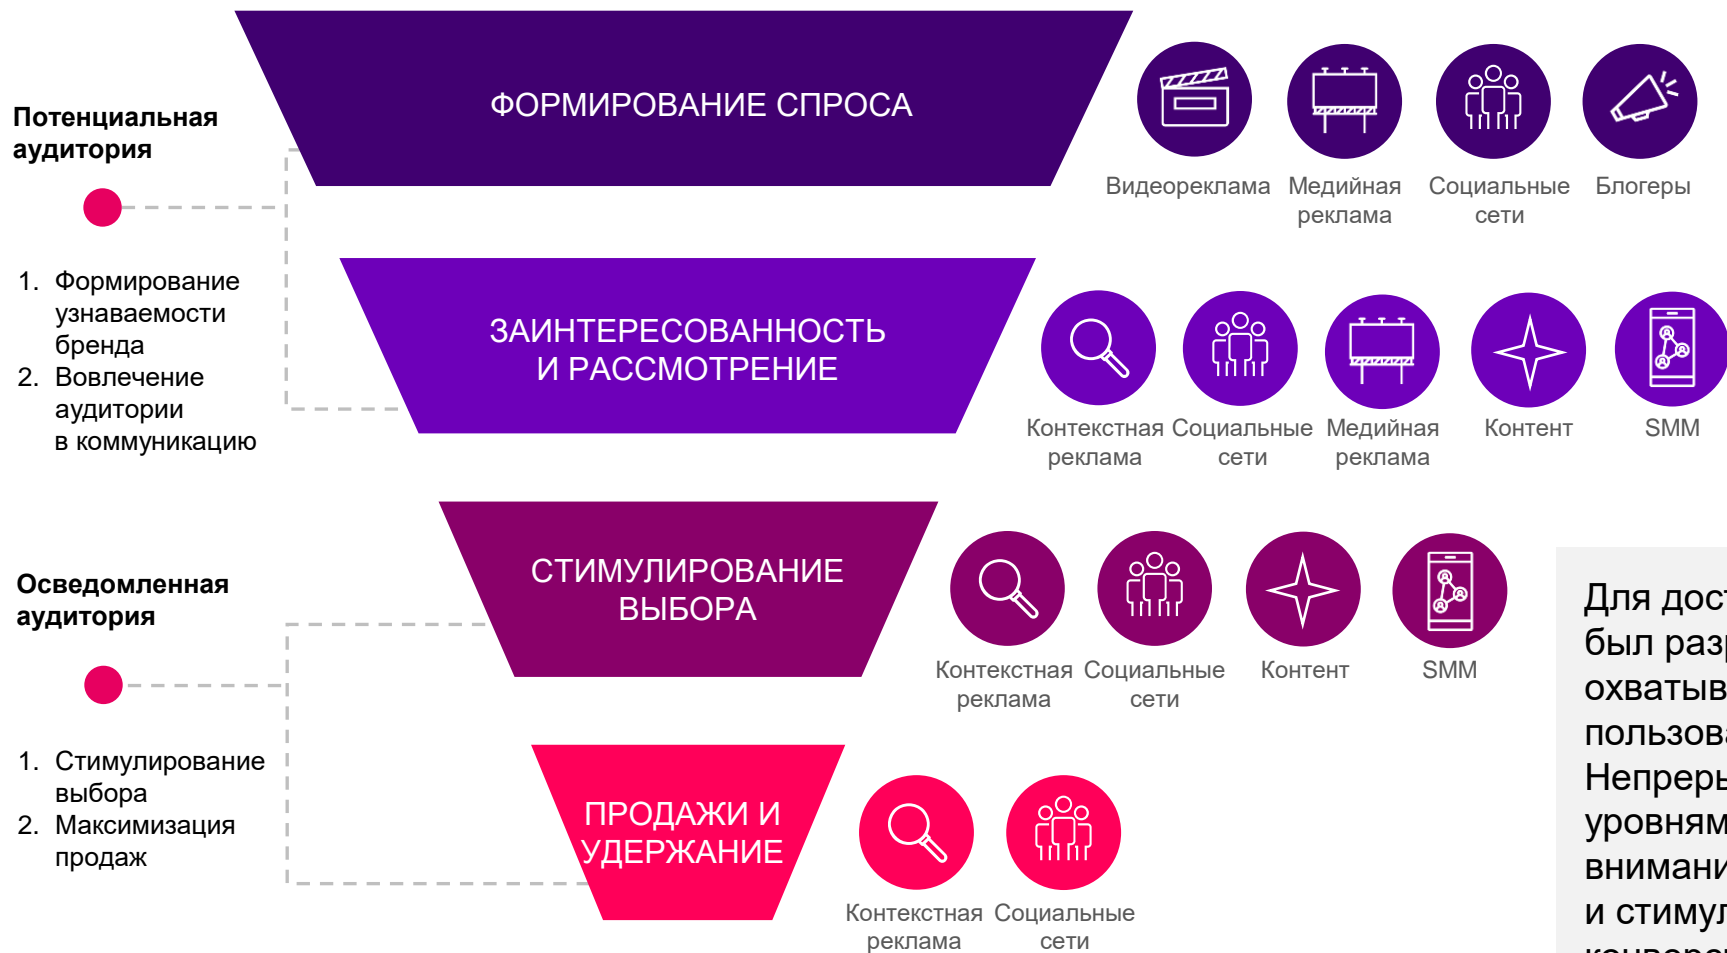 ФОРМИРОВАНИЕ СПРОСА
Видеореклама
Медийная
реклама
Социальные
сети
Блогеры
Потенциальная
аудитория
1. Формирование
узнаваемости
бренда
2. Вовлечение
аудитории
в коммуникацию
ЗАИНТЕРЕСОВАННОСТЬ
И РАССМОТРЕНИЕ
Контекстная
реклама
Социальные
сети
Медийная
реклама
Контент
SMM
Осведомленная
аудитория
1. Стимулирование
выбора
2. Максимизация
продаж
СТИМУЛИРОВАНИЕ
ВЫБОРА
Контекстная
реклама
Социальные
сети
Контент
SMM
ПРОДАЖИ И
УДЕРЖАНИЕ
Контекстная
реклама
Социальные
сети
Для
был
и